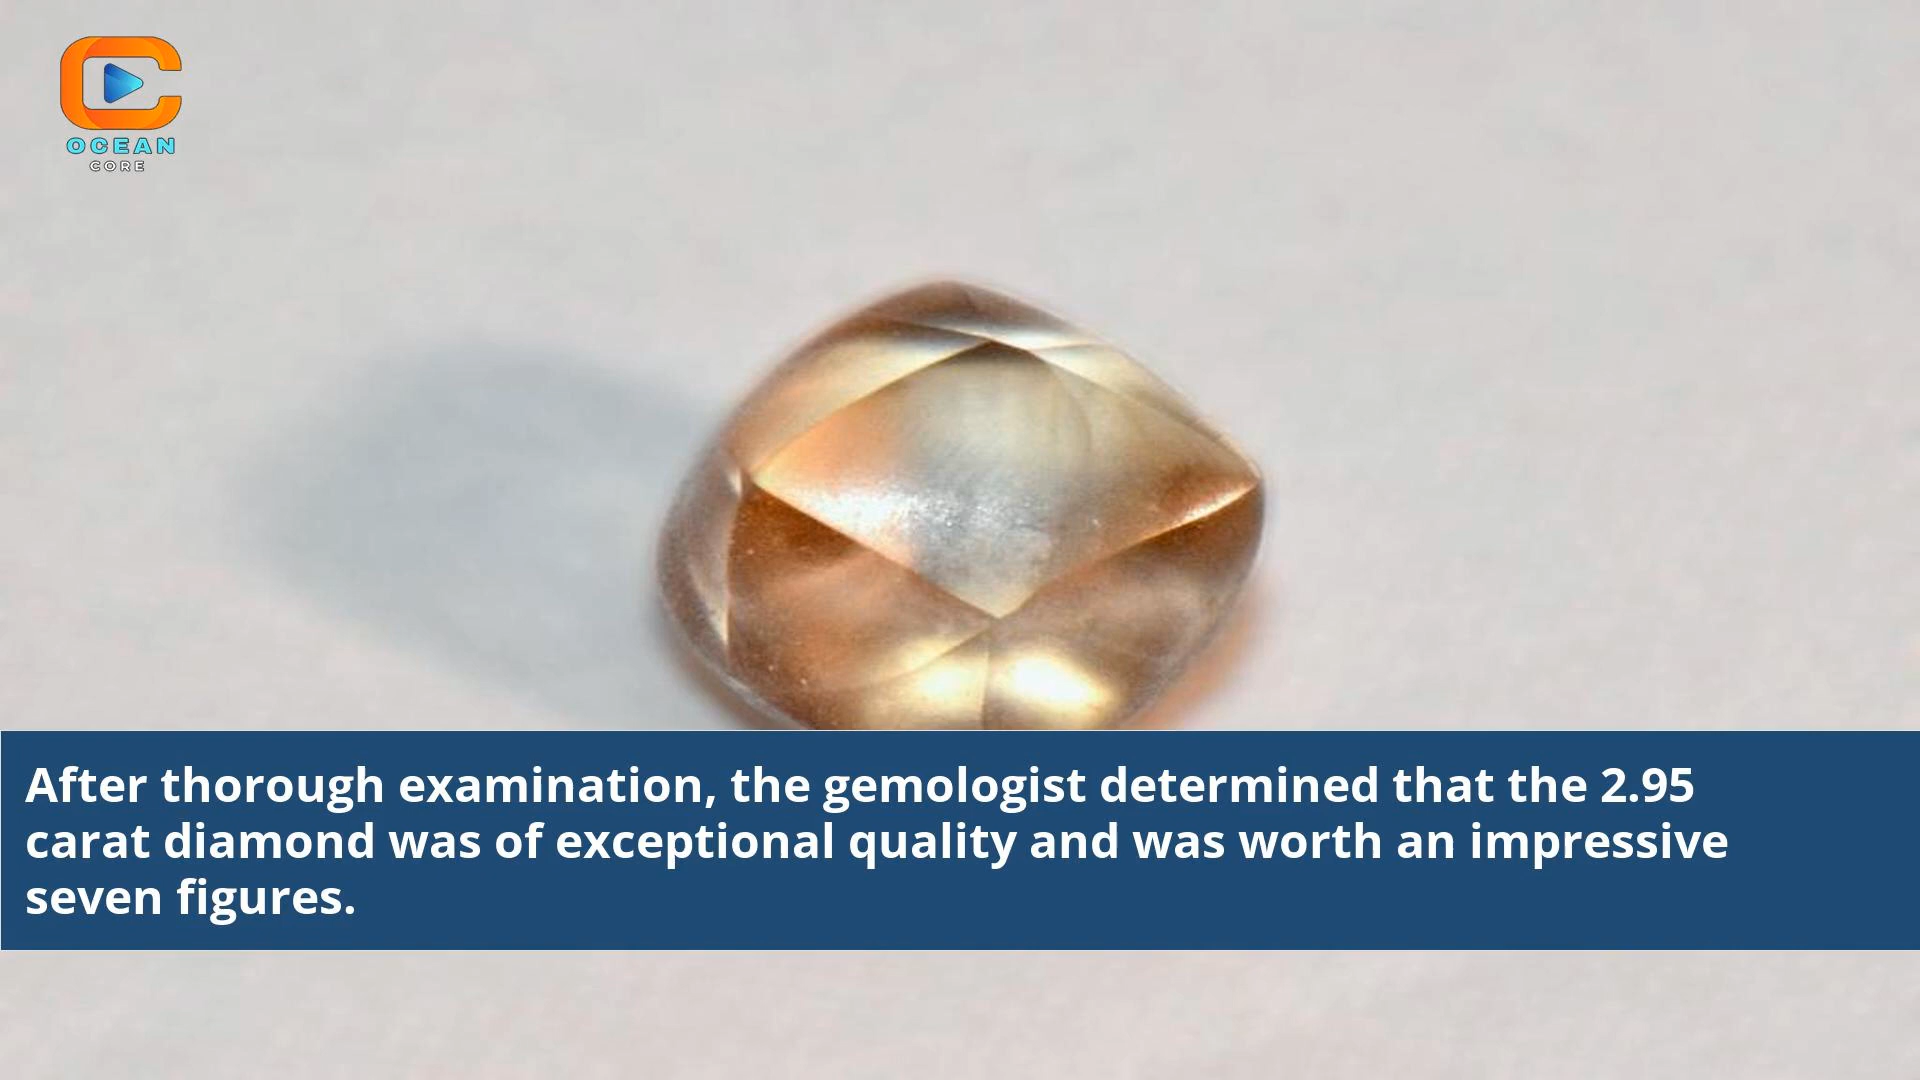 OCEAN
CORE
After thorough examination, the gemologist determined that the 2.95
carat diamond was of exceptional quality and was worth an impressive
seven figures.